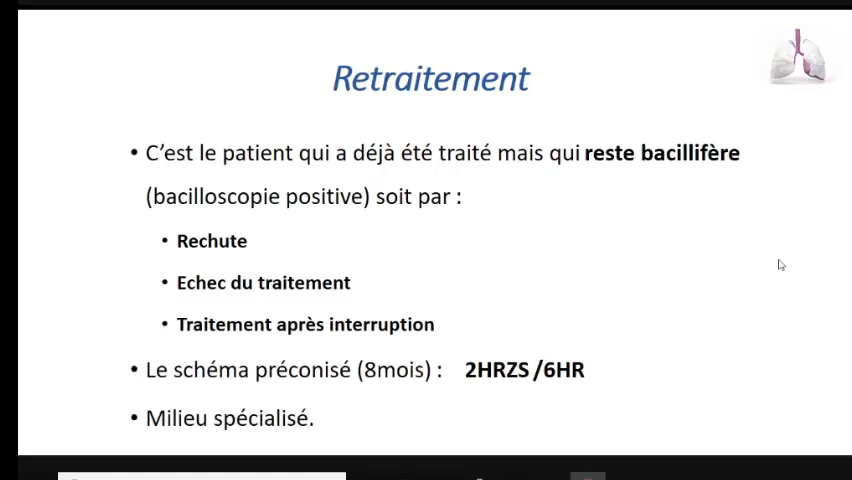 Retraitement
• C’est le patient qui a déjà été traité mais qui reste bacillifère
(bacilloscopie positive) soit par :
• Rechute
• Echec du traitement
• Traitement après interruption
• Le schéma préconisé (8mois) : 2HRZS /6HR
• Milieu spécialisé.